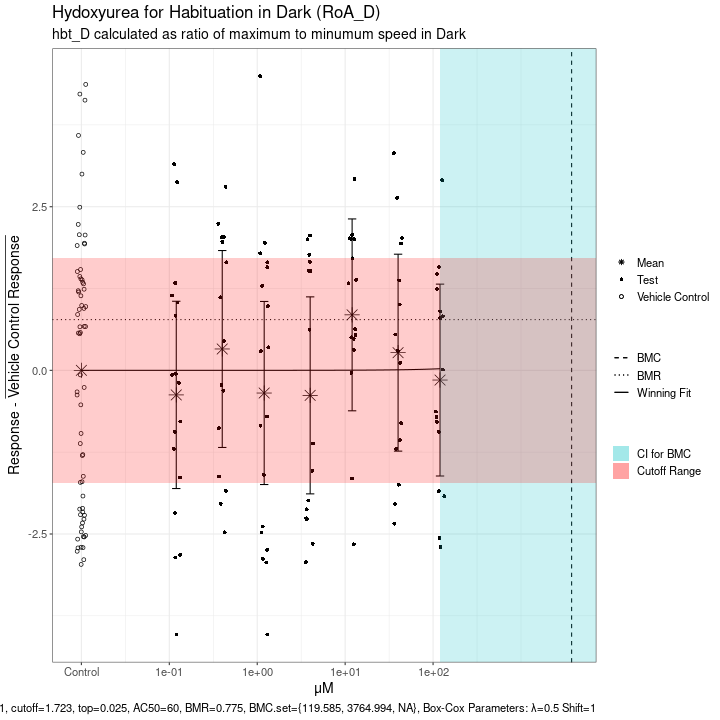 Hydoxyurea for Habituation in Dark (RoA_D)
hbt_D calculated as ratio of maximum to minumum speed in Dark
Response - Vehicle Control Response
2.5
0.0
-2.5
Control
1e-01
1e+00
1e+01
1e+02
μM
Mean
Test
Vehicle Control
BMC
BMR
Winning Fit
CI for BMC
Cutoff Range
1, cutoff=1.723, top=0.025, AC50=60, BMR=0.775, BMC.set={119.585, 3764.994, NA}, Box-Cox Parameters: λ=0.5 Shift=1